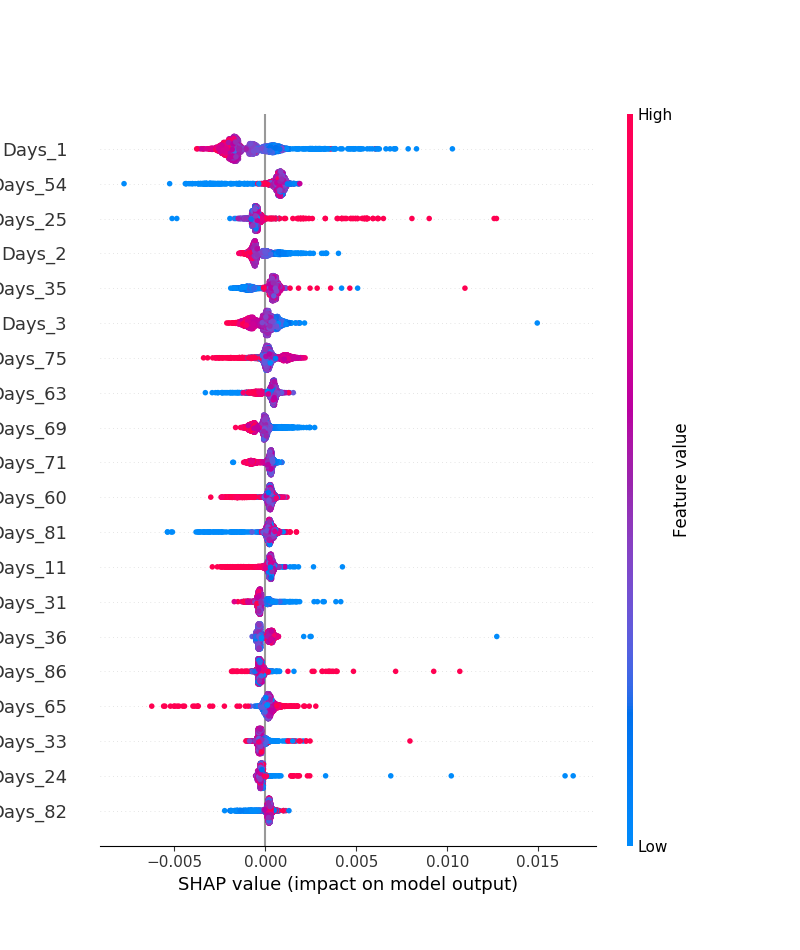 High
Days_1
Days_54
Days_25
Days_2
Days_35
Days_3
Days_75
Days_63
Days_69
Days_71
Days_60
Days_81
Days_11
Days_31
Days_36
Days_86
Days_65
Days_33
Days_24
Days_82
Feature value
Low
−0.005 0.000 0.005 0.010 0.015
SHAP value (impact on model output)